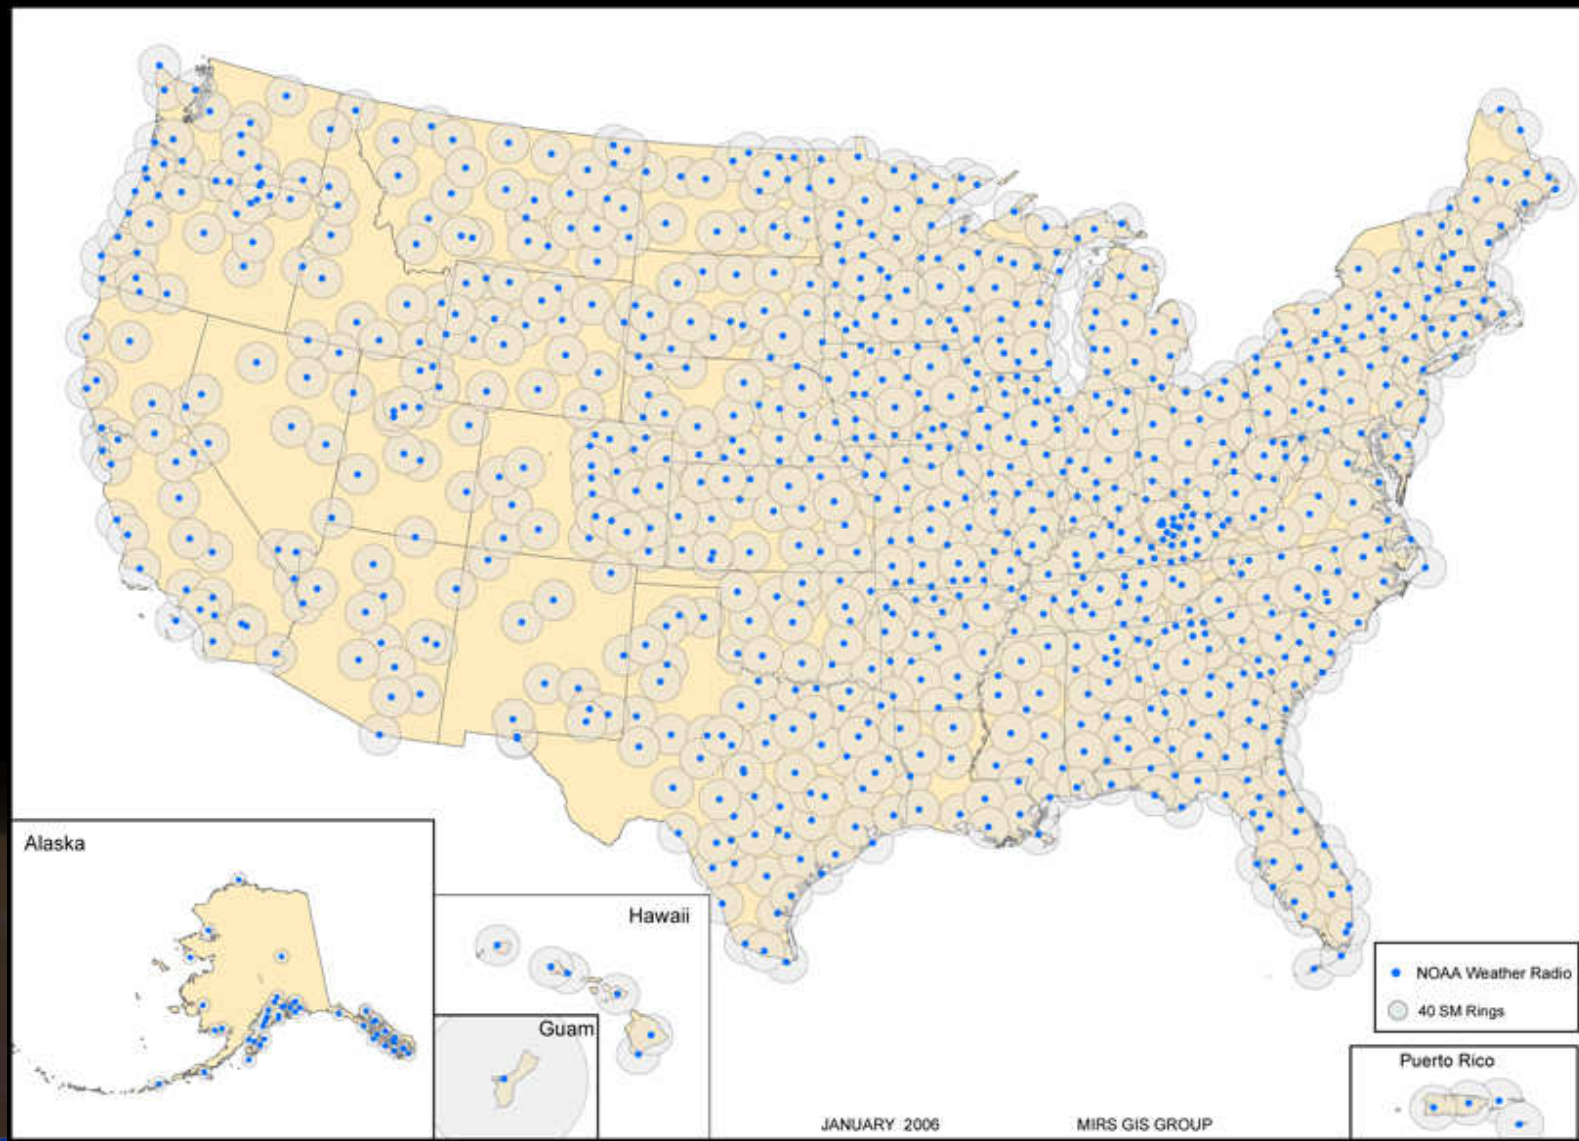 Alaska
Hawaii
Guam
NOAA Weather Radio
40 SM Rings
Puerto Rico
JANUARY 2006
MIRS GIS GROUP